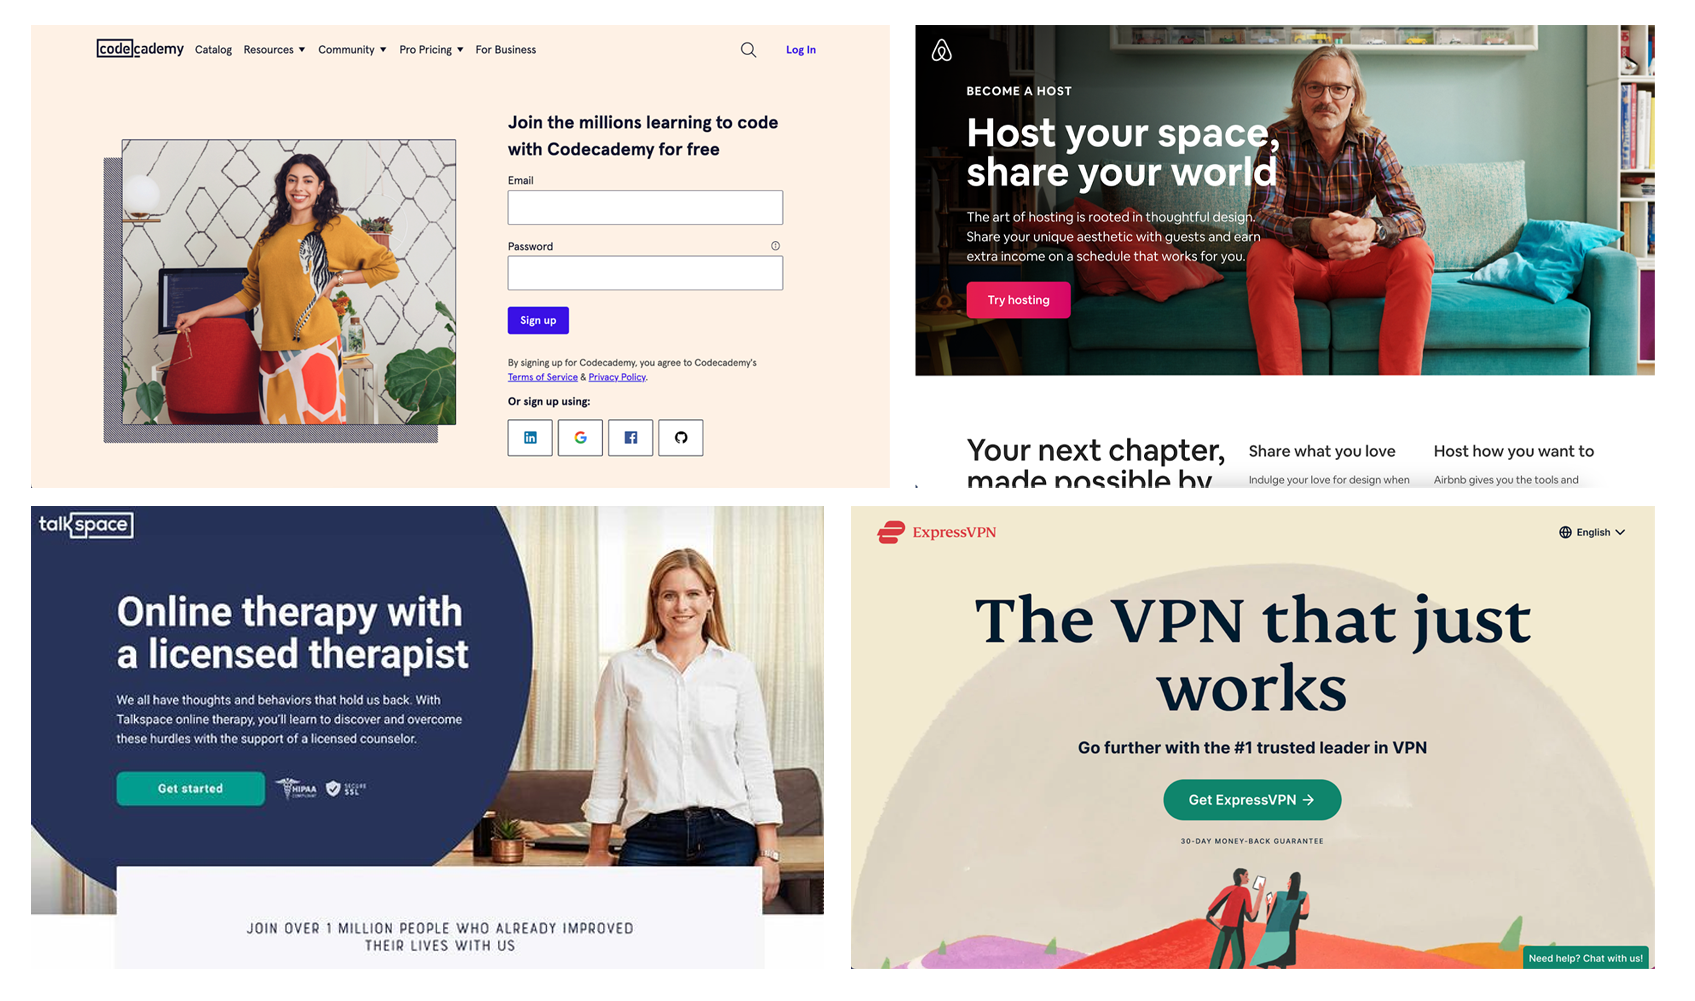 codecademy Catalog Resources Community Pro Pricing For Business Log In
Join the millions learning to code
with Codecademy for free
Email
Password
Sign up
By signing up for Codecademy, you agree to Codecademy's
Terms of Service & Privacy Policy.
Or sign up using:
in G f
BECOME A HOST
Host your space,
share your world
The art of hosting is rooted in thoughtful design.
Share your unique aesthetic with guests and earn
extra income on a schedule that works for you.
Try hosting
Your next chapter,
made possible by
Share what you love
Indulge your love for design when
Host how you want to
Airbnb gives you the tools and
talkspace
Online therapy with
a licensed therapist
We all have thoughts and behaviors that hold us back. With
Talkspace online therapy, you'll learn to discover and overcome
these hurdles with the support of a licensed counselor.
Get started
HIPAA
COMPLIANT
SECURE
SSL
JOIN OVER 1 MILLION PEOPLE WHO ALREADY IMPROVED
THEIR LIVES WITH US
ExpressVPN
English
The VPN that just
works
Go further with the #1 trusted leader in VPN
Get ExpressVPN →
30-DAY MONEY-BACK GUARANTEE
Need help? Chat with us!